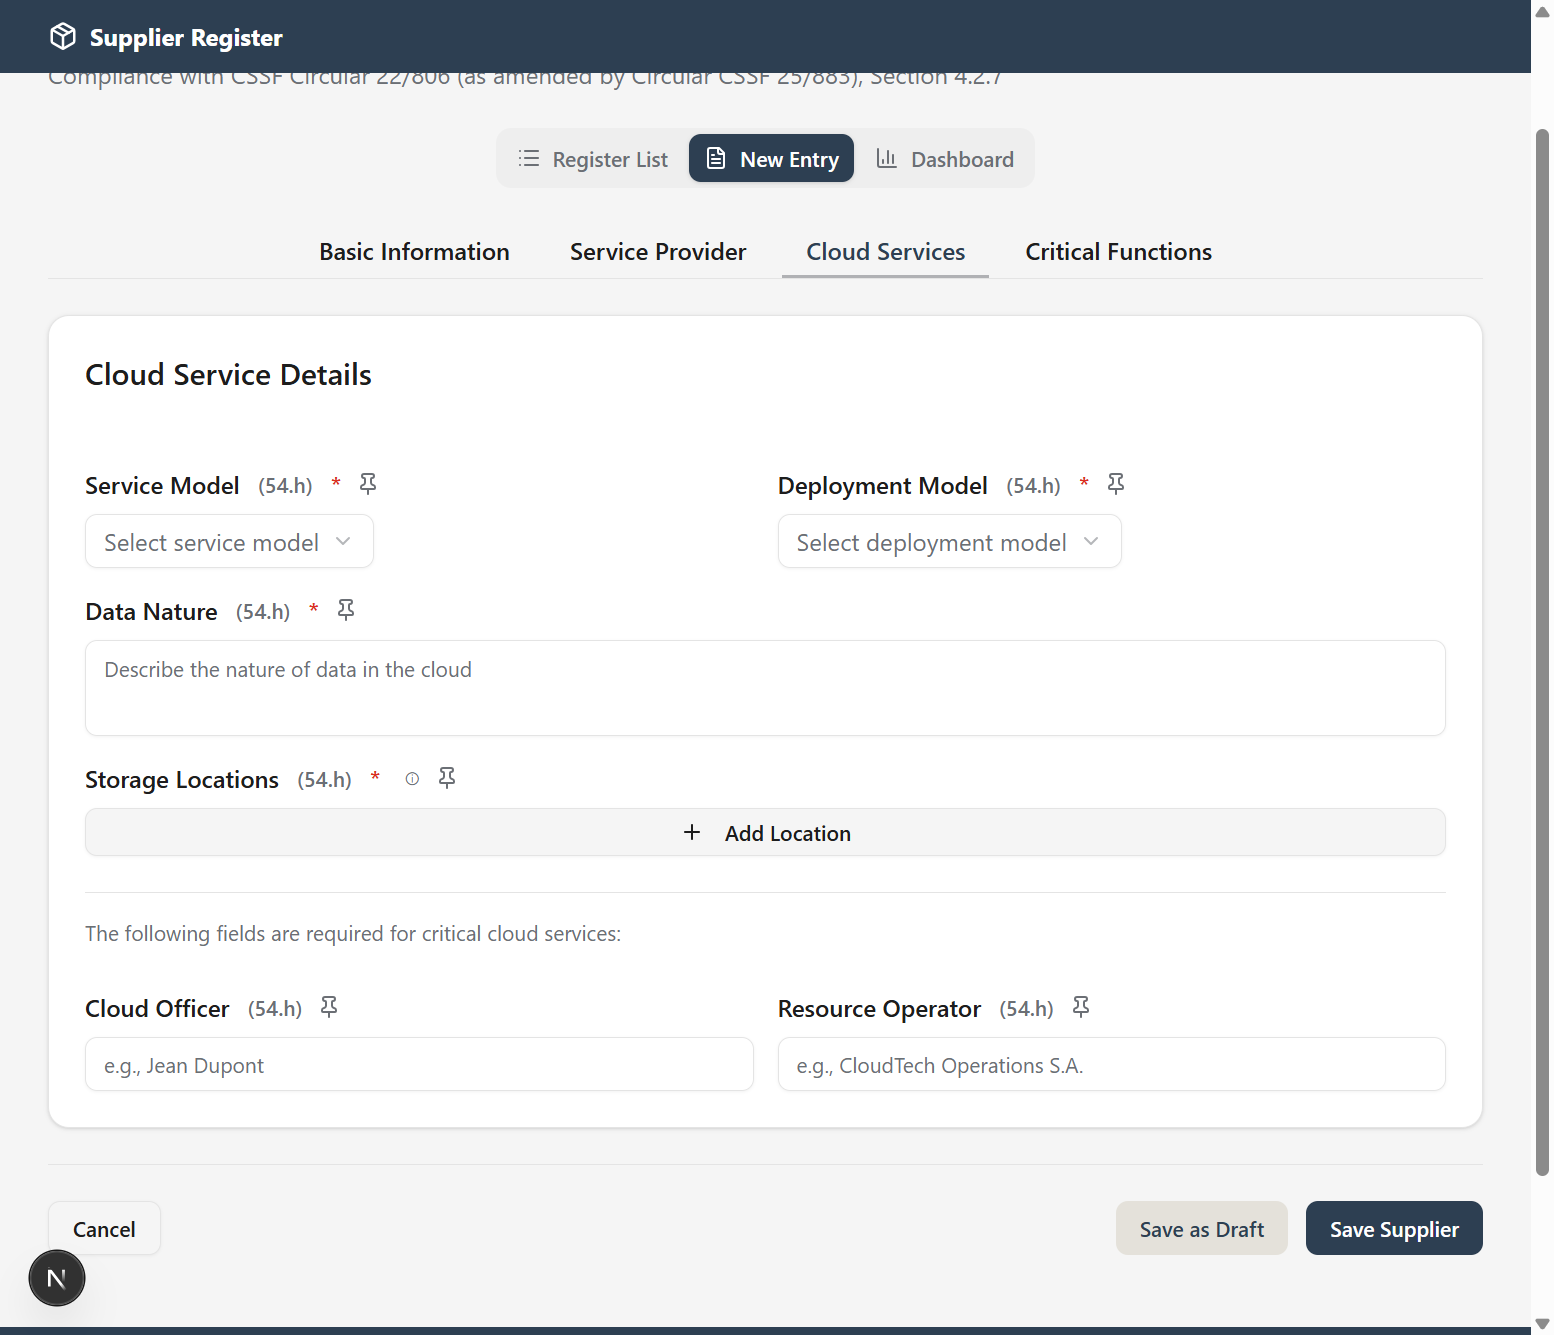 Supplier Register
Compliance with CSSF Circular 22/806 (as amended by Circular CSSF 25/883), Section 4.2.7
Register List
New Entry
Dashboard
Basic Information
Service Provider
Cloud Services
Critical Functions
Cloud Service Details
Service Model (54.h) *
Deployment Model (54.h) *
Select service model
Select deployment model
Data Nature (54.h) *
Describe the nature of data in the cloud
Storage Locations (54.h) *
+ Add Location
The following fields are required for critical cloud services:
Cloud Officer (54.h)
Resource Operator (54.h)
e.g., Jean Dupont
e.g., CloudTech Operations S.A.
Cancel
Save as Draft
Save Supplier
N